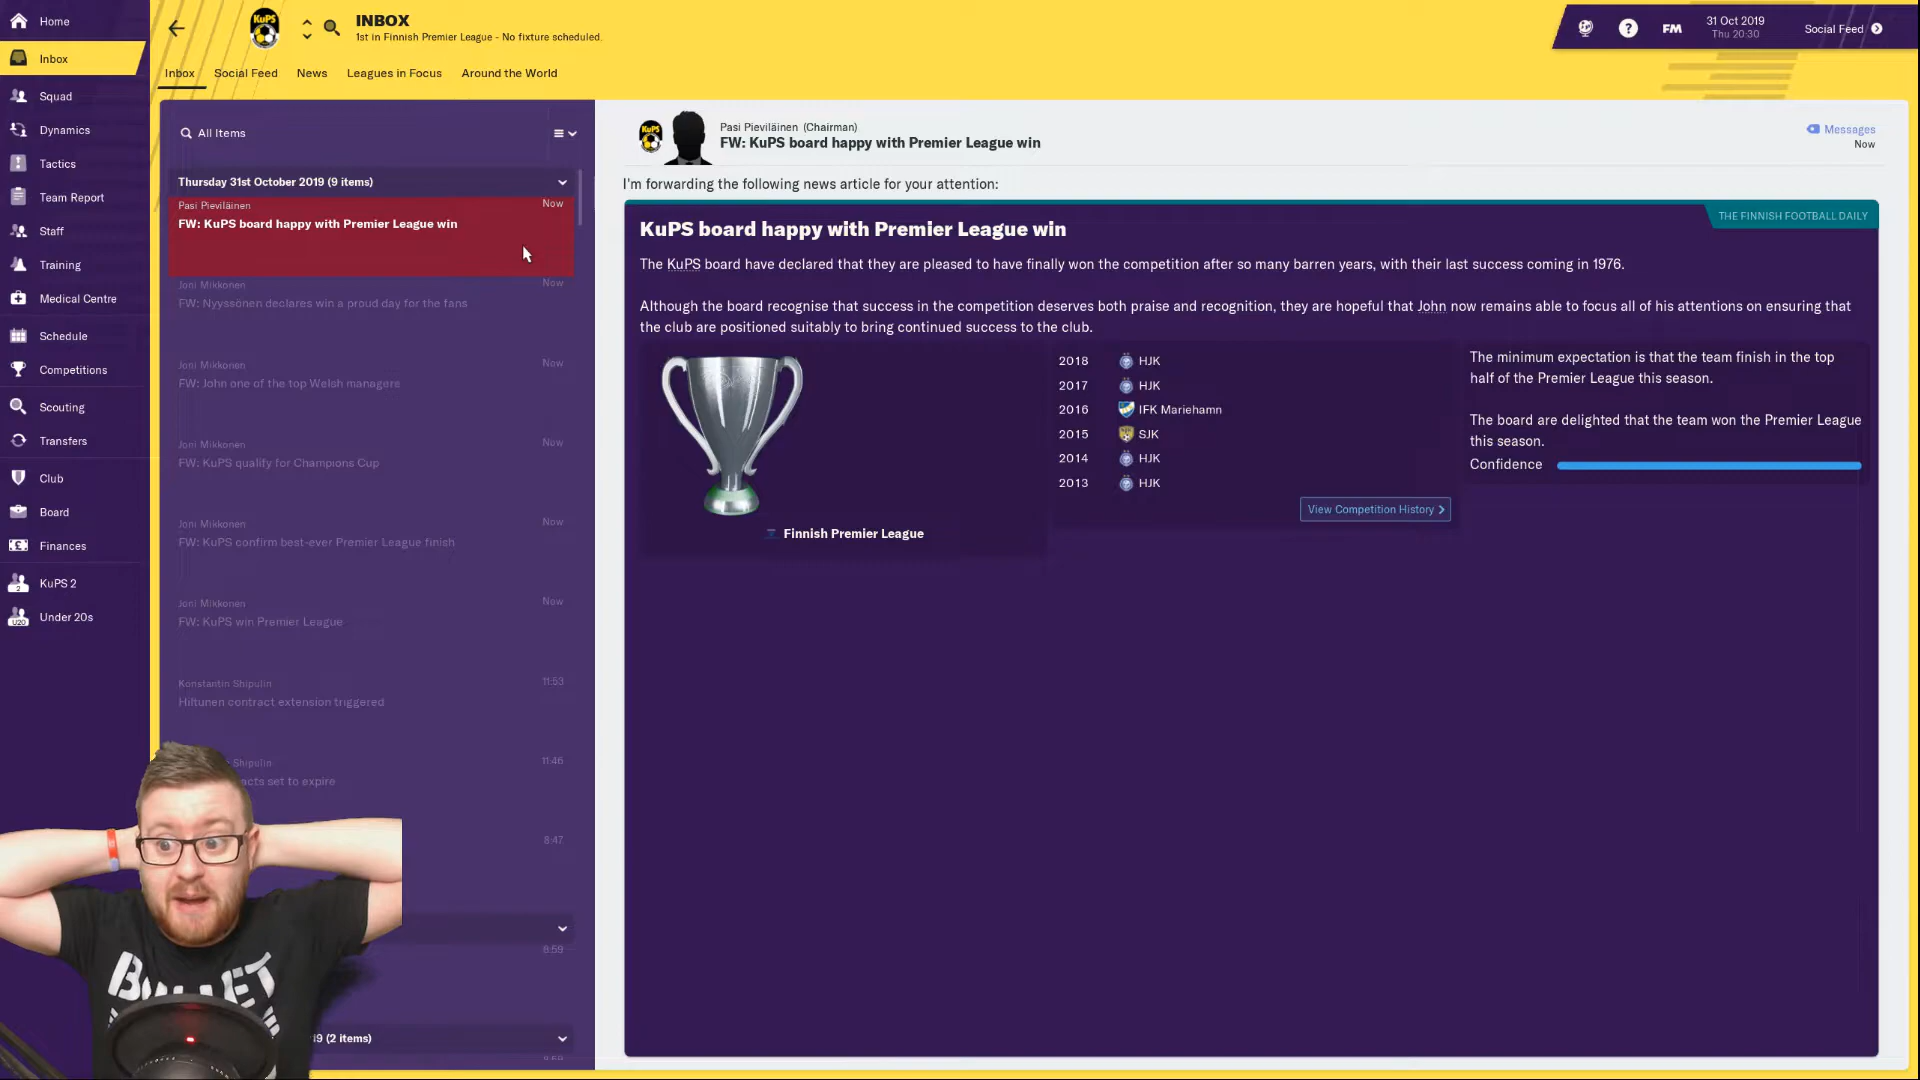 Home
Inbox
Squad
Dynamics
Tactics
Team Report
Staff
Training
Medical Centre
Schedule
Competitions
Scouting
Transfers
Club
Board
Finances
KuPS 2
Under 20s
KuPS
INBOX
1st in Finnish Premier League - No fixture scheduled.
31 Oct 2019
Thu 20:30
FM
Social Feed
Inbox
Social Feed
News
Leagues in Focus
Around the World
All Items
Thursday 31st October 2019 (9 items)
Pasi Pieviläinen
Now
FW: KuPS board happy with Premier League win
Joni Mikkonen
Now
FW: Nyyssönen declares win a proud day for the fans
Joni Mikkonen
Now
FW: John one of the top Welsh managers
Joni Mikkonen
Now
FW: KuPS qualify for Champions Cup
Joni Mikkonen
Now
FW: KuPS confirm best-ever Premier League finish
Joni Mikkonen
Now
FW: KuPS win Premier League
Konstantin Shipulin
11:53
Hiltunen contract extension triggered
Shipulin
11:46
acts set to expire
8:47
8:59
19 (2 items)
BULLET
KuPS
Pasi Pieviläinen (Chairman)
FW: KuPS board happy with Premier League win
Messages
Now
I'm forwarding the following news article for your attention:
THE FINNISH FOOTBALL DAILY
KuPS board happy with Premier League win
The KuPS board have declared that they are pleased to have finally won the competition after so many barren years, with their last success coming in 1976.
Although the board recognise that success in the competition deserves both praise and recognition, they are hopeful that John now remains able to focus all of his attentions on ensuring that
the club are positioned suitably to bring continued success to the club.
Finnish Premier League
2018 HJK
2017 HJK
2016 IFK Mariehamn
2015 SJK
2014 HJK
2013 HJK
View Competition History
The minimum expectation is that the team finish in the top
half of the Premier League this season.
The board are delighted that the team won the Premier League
this season.
Confidence